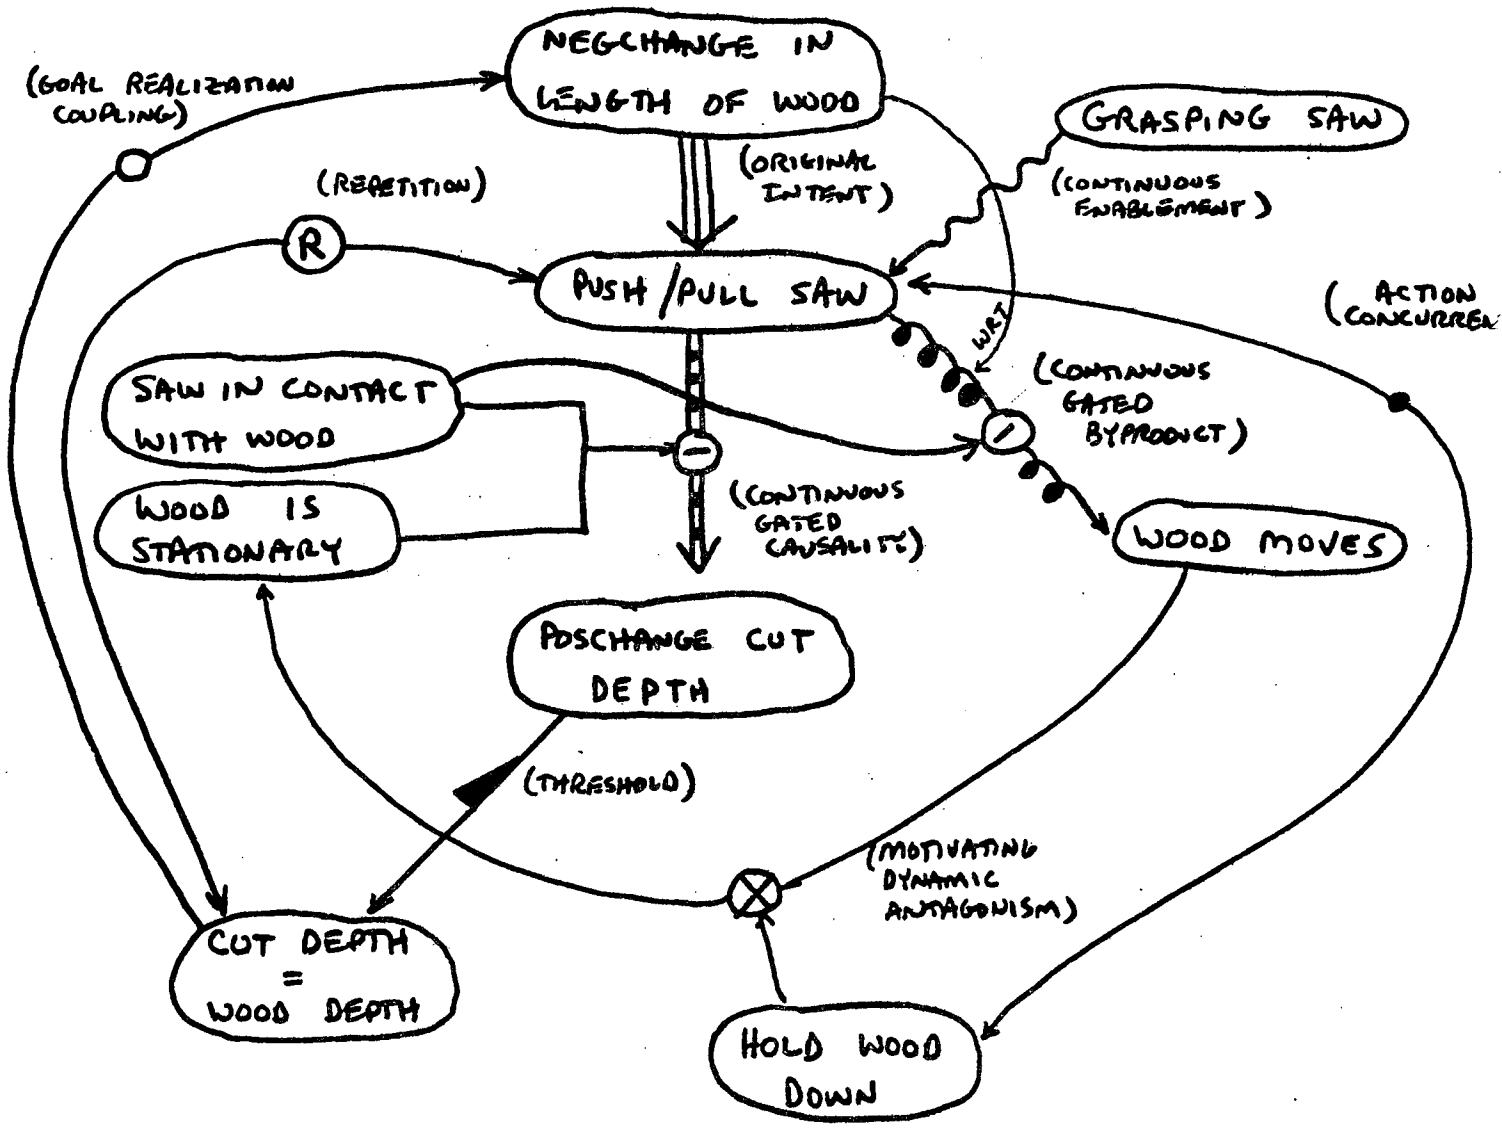 NEGCHANGE IN
LENGTH OF WOOD
(GOAL REALIZATION
COUPLING)
GRASPING SAW
(REPETITION)
(ORIGINAL
INTENT)
(CONTINUOUS
ENABLEMENT)
R
PUSH/PULL SAW
(ACTION
(CONCURREN
WRT
SAW IN CONTACT
WITH WOOD
(CONTINUOUS
GATED
BYPRODUCT)
WOOD IS
STATIONARY
(CONTINUOUS
GATED
CAUSALITY)
WOOD MOVES
POSCHANGE CUT
DEPTH
(THRESHOLD)
(MOTIVATING
DYNAMIC
ANTAGONISM)
CUT DEPTH
=
WOOD DEPTH
HOLD WOOD
DOWN